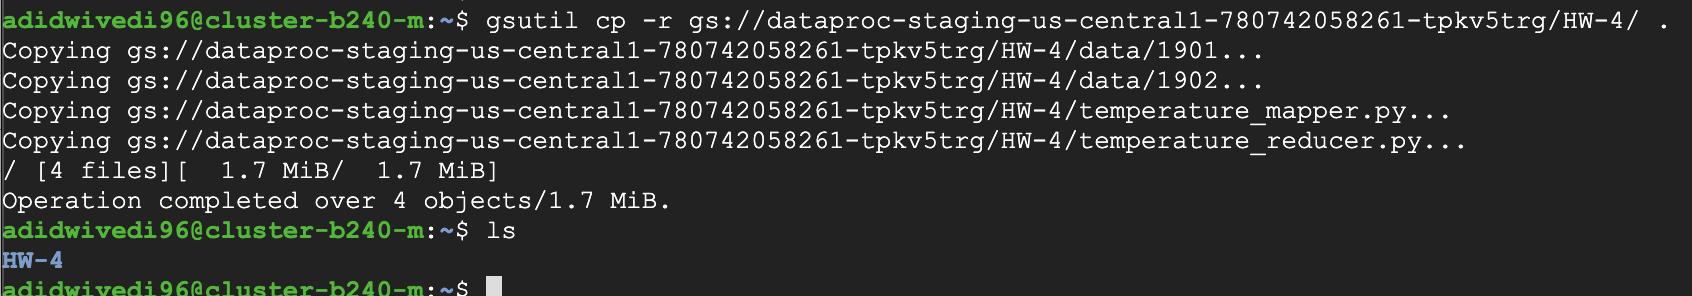 adidwivedi96@cluster-b240-m:~$ gsutil cp -r gs://dataproc-staging-us-central1-780742058261-tpkv5trg/HW-4/ .
Copying gs://dataproc-staging-us-central1-780742058261-tpkv5trg/HW-4/data/1901...
Copying gs://dataproc-staging-us-central1-780742058261-tpkv5trg/HW-4/data/1902...
Copying gs://dataproc-staging-us-central1-780742058261-tpkv5trg/HW-4/temperature_mapper.py...
Copying gs://dataproc-staging-us-central1-780742058261-tpkv5trg/HW-4/temperature_reducer.py...
/ [4 files][  1.7 MiB/  1.7 MiB]
Operation completed over 4 objects/1.7 MiB.
adidwivedi96@cluster-b240-m:~$ ls
HW-4
adidwivedi96@cluster-b240-m:~$